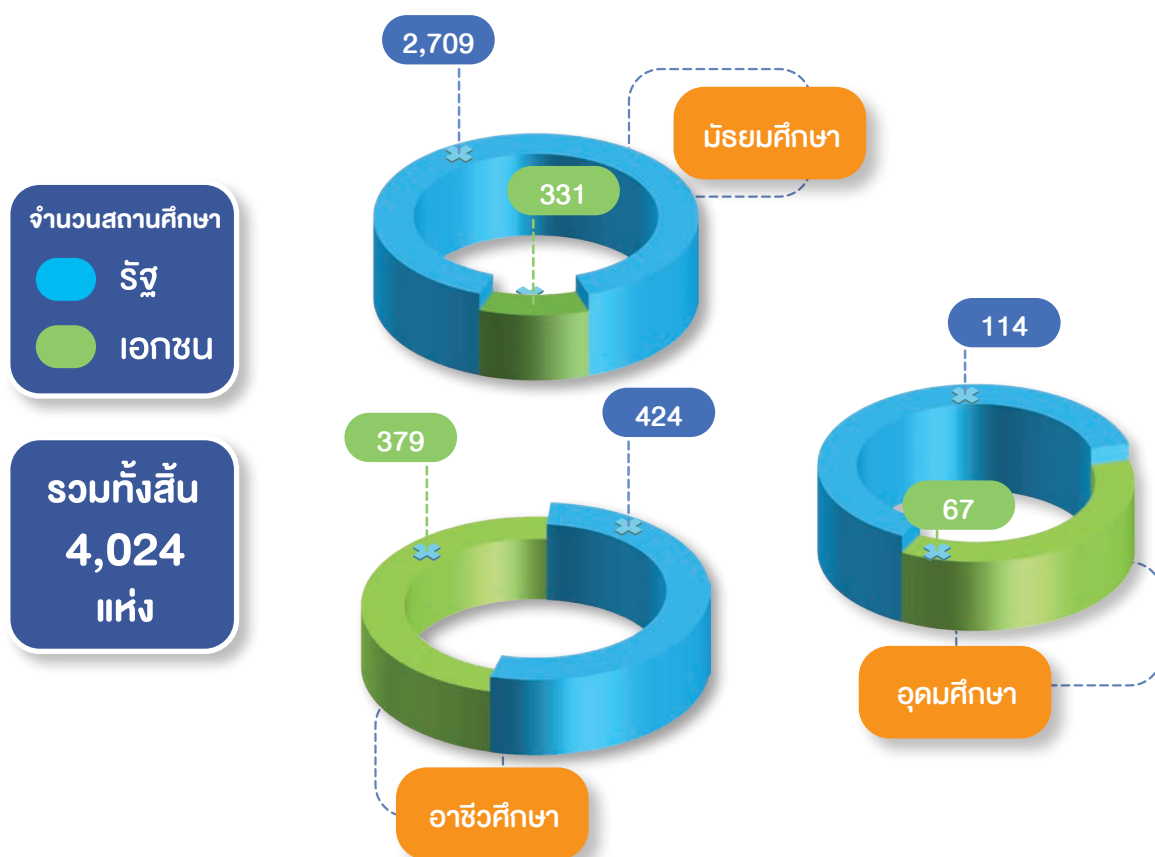 2,709
มัธยมศึกษา
331
จำนวนสถานศึกษา
รัฐ
เอกชน
114
424
379
67
รวมทั้งสิ้น
4,024
แห่ง
อุดมศึกษา
อาชีวศึกษา